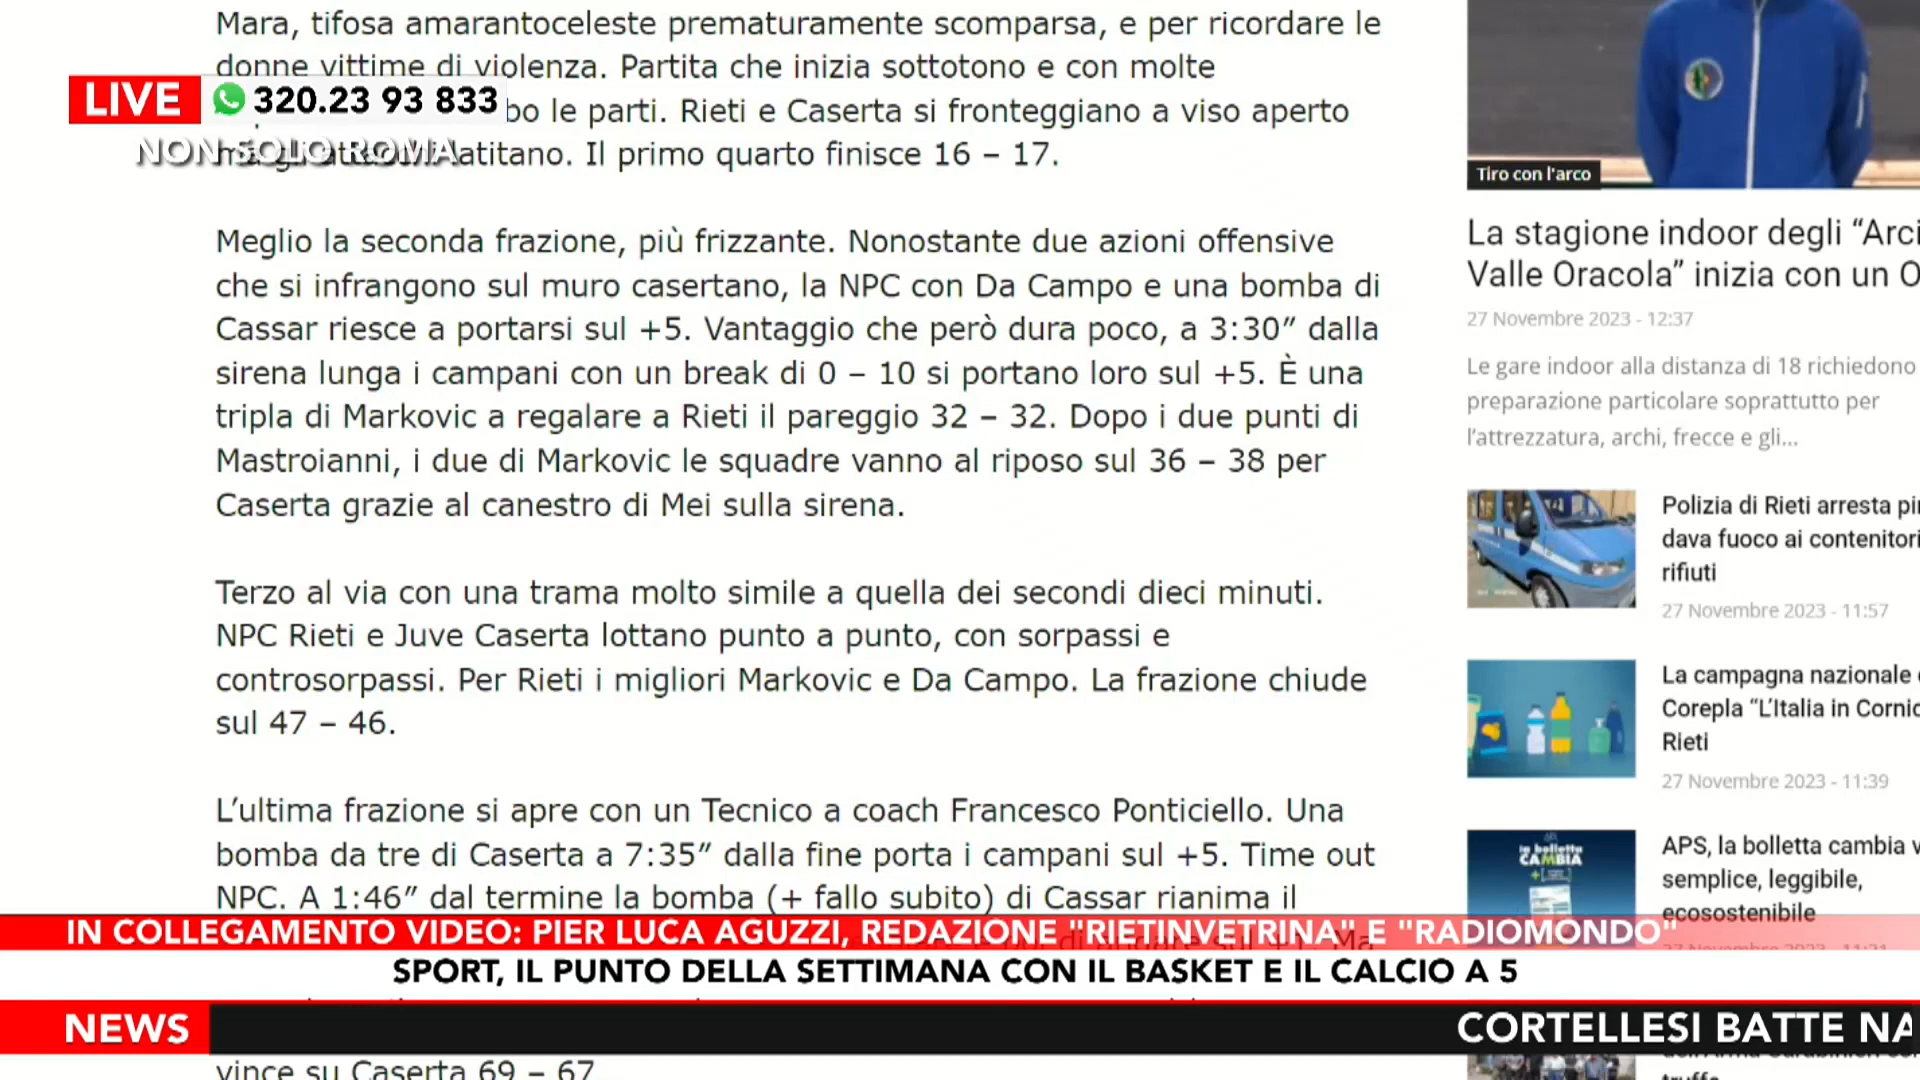 Mara, tifosa amarantoceleste prematuramente scomparsa, e per ricordare le
donne vittime di violenza. Partita che inizia sottotono e con molte
LIVE 320.23 93 833
bo le parti. Rieti e Caserta si fronteggiano a viso aperto
NON SOLO ROMA
latitano. Il primo quarto finisce 16 – 17.
Meglio la seconda frazione, più frizzante. Nonostante due azioni offensive
che si infrangono sul muro casertano, la NPC con Da Campo e una bomba di
Cassar riesce a portarsi sul +5. Vantaggio che però dura poco, a 3:30” dalla
sirena lunga i campani con un break di 0 – 10 si portano loro sul +5. È una
tripla di Markovic a regalare a Rieti il pareggio 32 – 32. Dopo i due punti di
Mastroianni, i due di Markovic le squadre vanno al riposo sul 36 – 38 per
Caserta grazie al canestro di Mei sulla sirena.
Terzo al via con una trama molto simile a quella dei secondi dieci minuti.
NPC Rieti e Juve Caserta lottano punto a punto, con sorpassi e
controsorpassi. Per Rieti i migliori Markovic e Da Campo. La frazione chiude
sul 47 – 46.
L’ultima frazione si apre con un Tecnico a coach Francesco Ponticiello. Una
bomba da tre di Caserta a 7:35” dalla fine porta i campani sul +5. Time out
NPC. A 1:46” dal termine la bomba (+ fallo subito) di Cassar rianima il
vince su Caserta 69 – 67.
Tiro con l'arco
La stagione indoor degli “Arci
Valle Oracola” inizia con un O
27 Novembre 2023 - 12:37
Le gare indoor alla distanza di 18 richiedono
preparazione particolare soprattutto per
l’attrezzatura, archi, frecce e gli...
Polizia di Rieti arresta pi
dava fuoco ai contenitori
rifiuti
27 Novembre 2023 - 11:57
La campagna nazionale
Corepla “L’Italia in Cornic
Rieti
27 Novembre 2023 - 11:39
in bolletta
CAMBIA
APS, la bolletta cambia v
semplice, leggibile,
ecosostenibile
IN COLLEGAMENTO VIDEO: PIER LUCA AGUZZI, REDAZIONE "RIETINVETRINA" E "RADIOMONDO"
SPORT, IL PUNTO DELLA SETTIMANA CON IL BASKET E IL CALCIO A 5
NEWS CORTELLESI BATTE NA
truffe